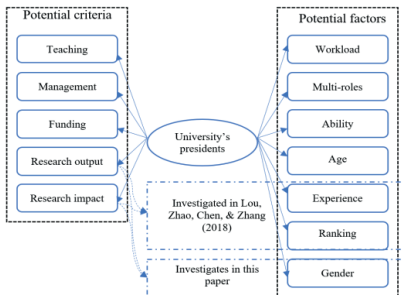 Potential criteria
Teaching
Management
Funding
Research output
Research impact
University's
presidents
Investigated in Lou,
Zhao, Chen, & Zhang
(2018)
Investigates in this
paper
Potential factors
Workload
Multi-roles
Ability
Age
Experience
Ranking
Gender